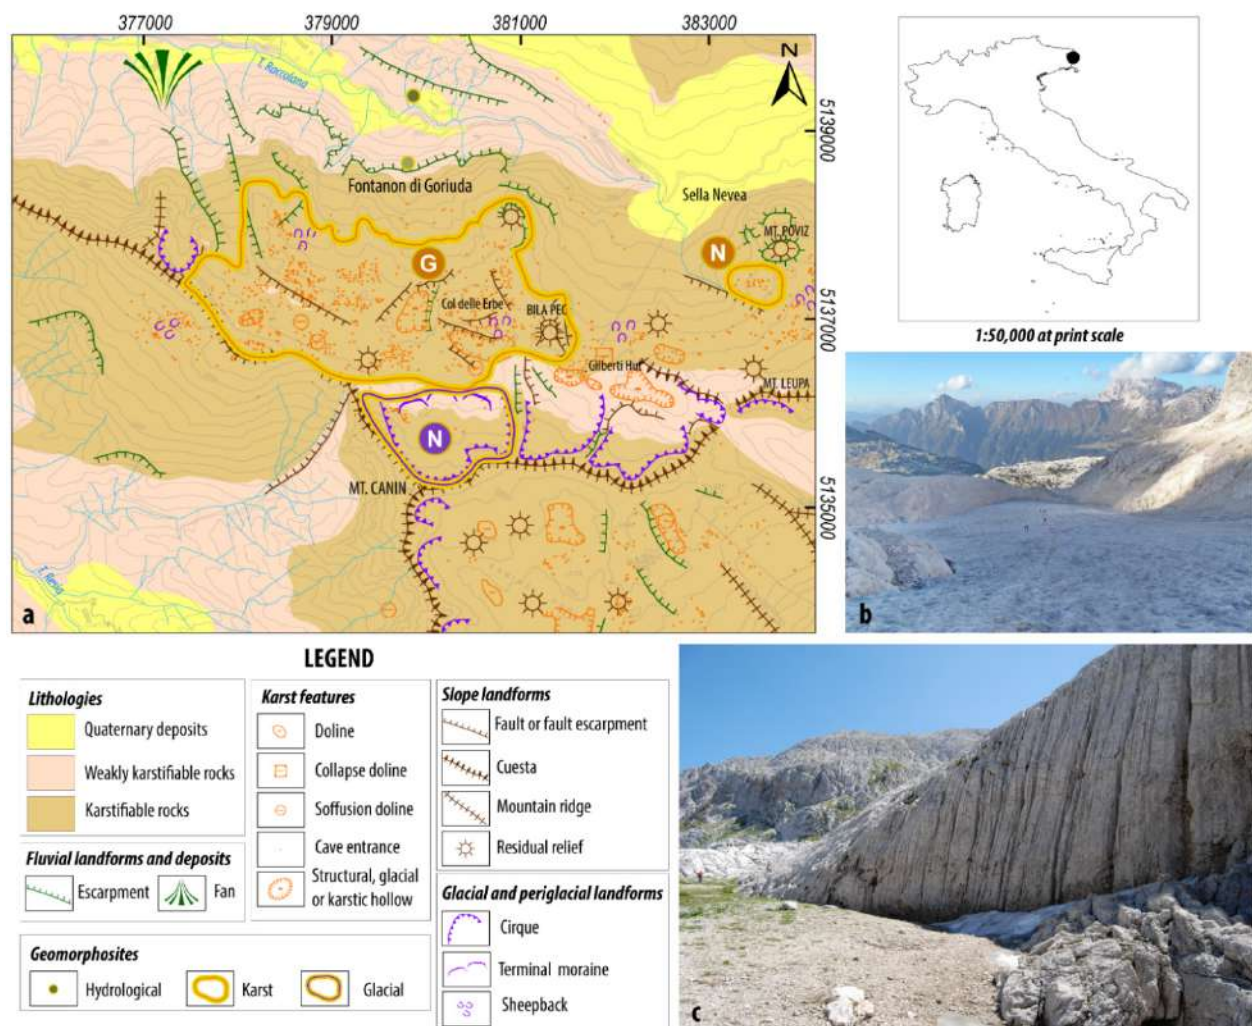 377000 379000 381000 383000
N
T. Raccolana
5139000
Fontanon di Goriuda
Sella Nevea
MT. POVIZ
N
G
Col delle Erbe
BILA PEC
5137000
Gilberti Hut
MT. LEUPA
N
MT. CANIN
5135000
T. Resia
a
1:50,000 at print scale
b
LEGEND
Lithologies
Quaternary deposits
Weakly karstifiable rocks
Karstifiable rocks
Fluvial landforms and deposits
Escarpment
Fan
Karst features
Doline
Collapse doline
Soffusion doline
Cave entrance
Structural, glacial
or karstic hollow
Slope landforms
Fault or fault escarpment
Cuesta
Mountain ridge
Residual relief
Glacial and periglacial landforms
Cirque
Terminal moraine
Sheepback
Geomorphosites
Hydrological
Karst
Glacial
c